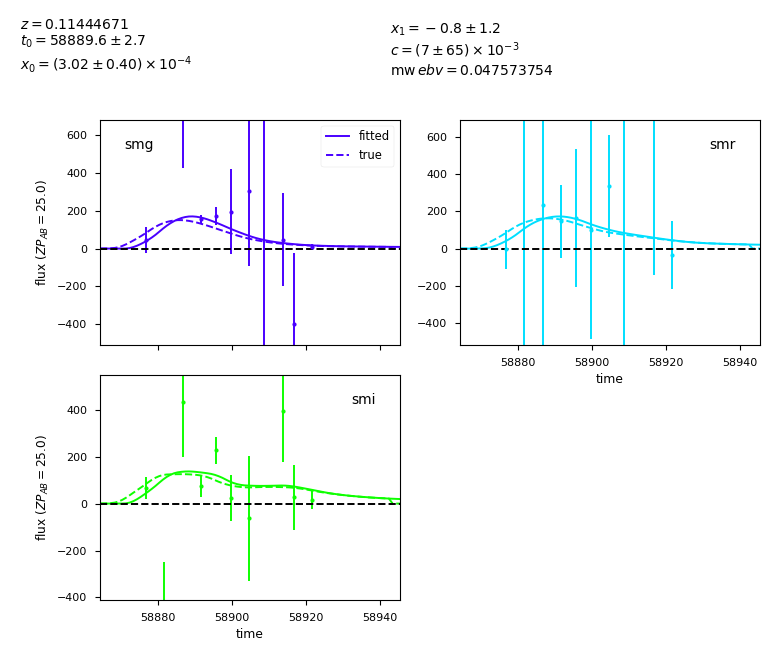 z = 0.11444671
t₀ = 58889.6 ± 2.7
x₀ = (3.02 ± 0.40) × 10⁻⁴
x₁ = −0.8 ± 1.2
c = (7 ± 65) × 10⁻³
mw ebv = 0.047573754
smg
fitted
true
600
400
200
0
−200
−400
flux (ZP_AB = 25.0)
smr
600
400
200
0
−200
−400
58880
58900
58920
58940
time
smi
400
200
0
−200
−400
flux (ZP_AB = 25.0)
58880
58900
58920
58940
time